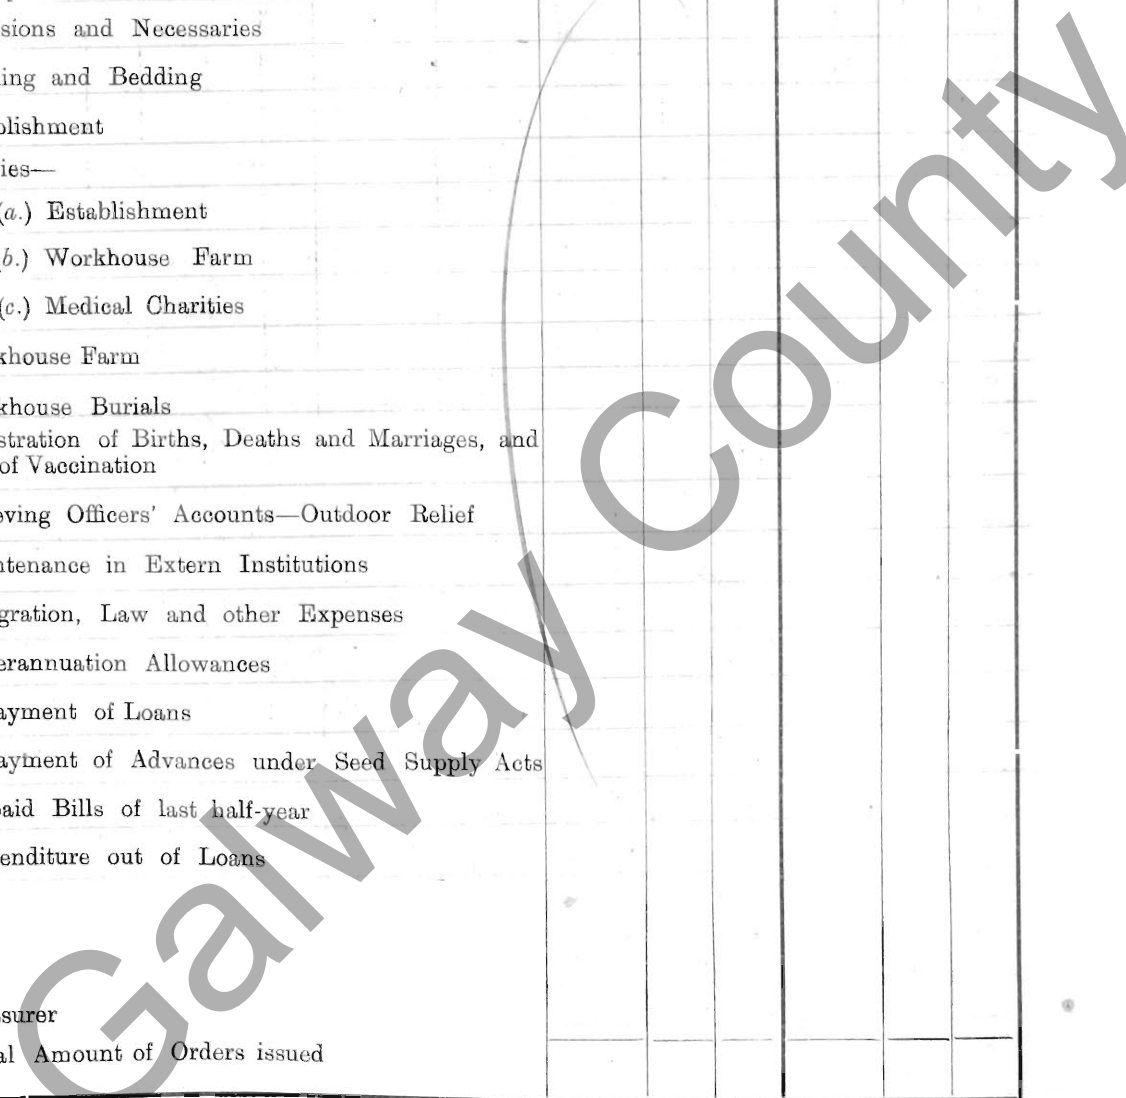 sions and Necessaries
ing and Bedding
lishment
ies—
(a.) Establishment
(b.) Workhouse Farm
(c.) Medical Charities
khouse Farm
khouse Burials
stration of Births, Deaths and Marriages, and
of Vaccination
eving Officers' Accounts—Outdoor Relief
ntenance in Extern Institutions
gration, Law and other Expenses
erannuation Allowances
ayment of Loans
ayment of Advances under Seed Supply Acts
aid Bills of last half-year
enditure out of Loans
surer
al Amount of Orders issued
Galway County